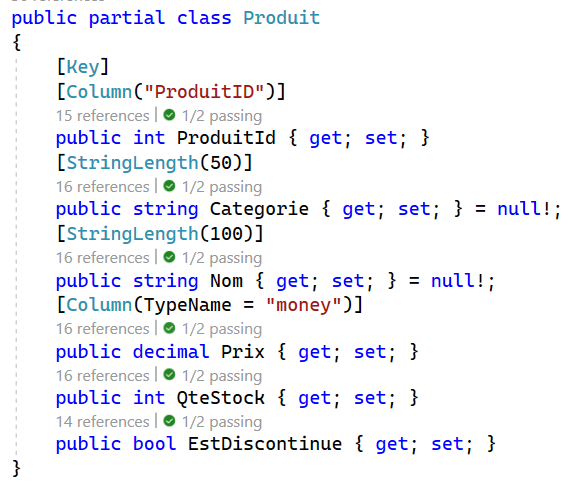 public partial class Produit
{
[Key]
[Column("ProduitID")]
15 references | 1/2 passing
public int ProduitId { get; set; }
[StringLength(50)]
16 references | 1/2 passing
public string Categorie { get; set; } = null!;
[StringLength(100)]
16 references | 1/2 passing
public string Nom { get; set; } = null!;
[Column(TypeName = "money")]
16 references | 1/2 passing
public decimal Prix { get; set; }
16 references | 1/2 passing
public int QteStock { get; set; }
14 references | 1/2 passing
public bool EstDiscontinue { get; set; }
}